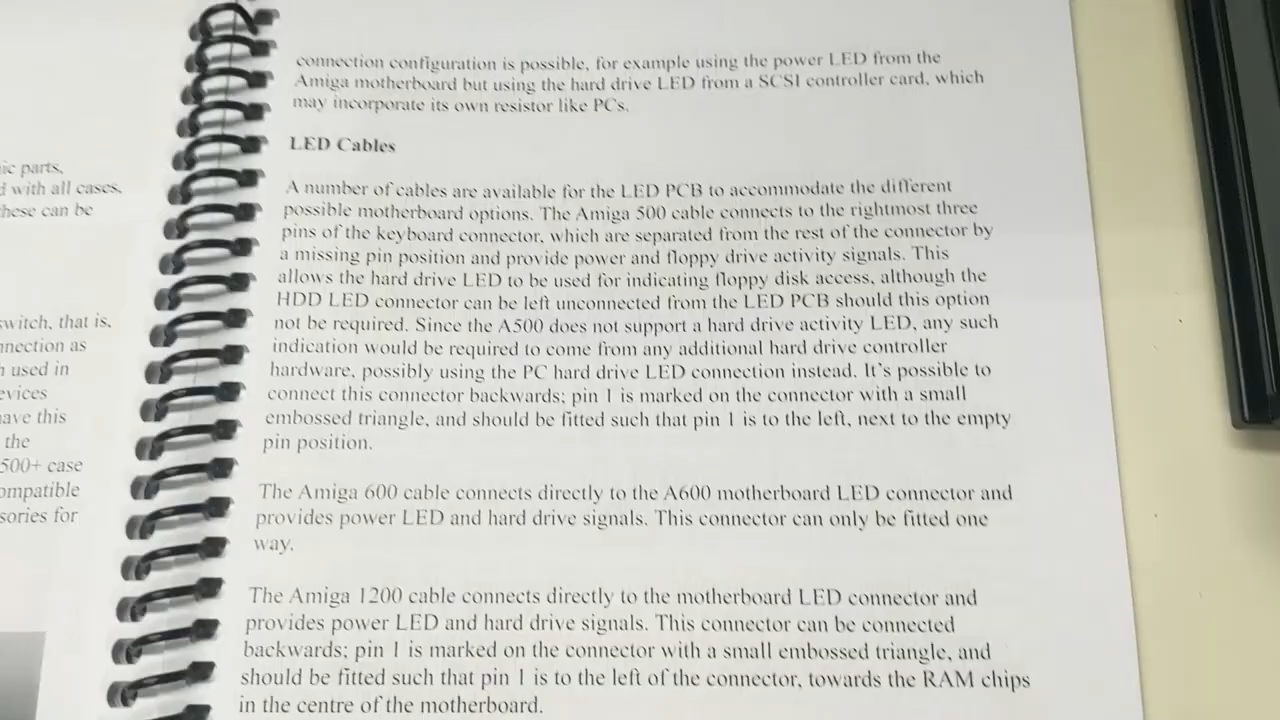 ic parts,
d with all cases.
hese can be
switch, that is,
nnection as
n used in
evices
ave this
the
500+ case
ompatible
sories for
connection configuration is possible, for example using the power LED from the
Amiga motherboard but using the hard drive LED from a SCSI controller card, which
may incorporate its own resistor like PCs.
LED Cables
A number of cables are available for the LED PCB to accommodate the different
possible motherboard options. The Amiga 500 cable connects to the rightmost three
pins of the keyboard connector, which are separated from the rest of the connector by
a missing pin position and provide power and floppy drive activity signals. This
allows the hard drive LED to be used for indicating floppy disk access, although the
HDD LED connector can be left unconnected from the LED PCB should this option
not be required. Since the A500 does not support a hard drive activity LED, any such
indication would be required to come from any additional hard drive controller
hardware, possibly using the PC hard drive LED connection instead. It's possible to
connect this connector backwards; pin 1 is marked on the connector with a small
embossed triangle, and should be fitted such that pin 1 is to the left, next to the empty
pin position.
The Amiga 600 cable connects directly to the A600 motherboard LED connector and
provides power LED and hard drive signals. This connector can only be fitted one
way.
The Amiga 1200 cable connects directly to the motherboard LED connector and
provides power LED and hard drive signals. This connector can be connected
backwards; pin 1 is marked on the connector with a small embossed triangle, and
should be fitted such that pin 1 is to the left of the connector, towards the RAM chips
in the centre of the motherboard.